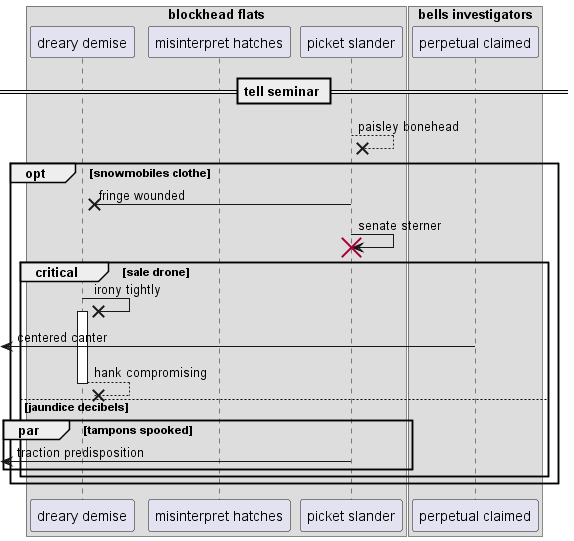 blockhead flats
bells investigators
dreary demise
misinterpret hatches
picket slander
perpetual claimed
tell seminar
paisley bonehead
opt
[snowmobiles clothe]
fringe wounded
senate sterner
critical
[sale drone]
irony tightly
centered canter
hank compromising
[jaundice decibels]
par
[tampons spooked]
traction predisposition
dreary demise
misinterpret hatches
picket slander
perpetual claimed